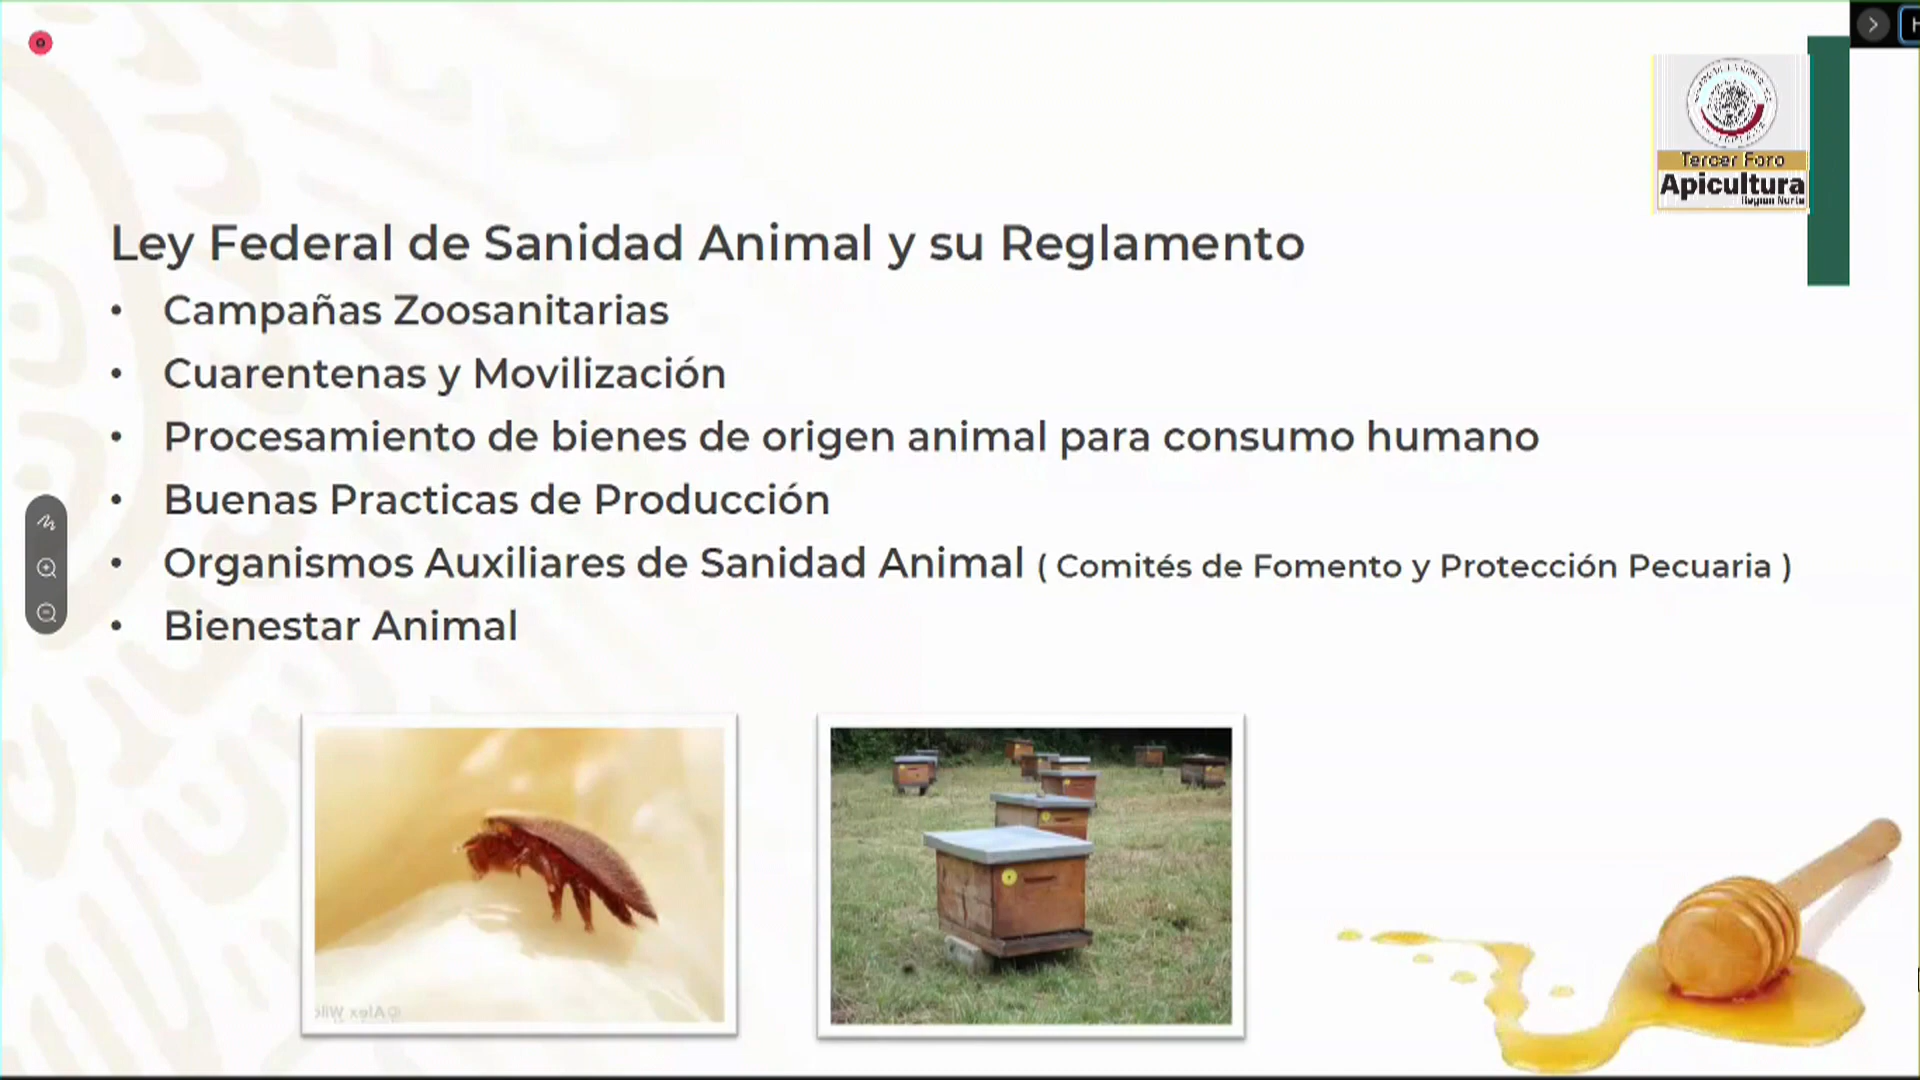 Tercer Foro
Apicultura
Region Norte
Ley Federal de Sanidad Animal y su Reglamento
• Campañas Zoosanitarias
• Cuarentenas y Movilización
• Procesamiento de bienes de origen animal para consumo humano
• Buenas Practicas de Producción
• Organismos Auxiliares de Sanidad Animal ( Comités de Fomento y Protección Pecuaria )
• Bienestar Animal